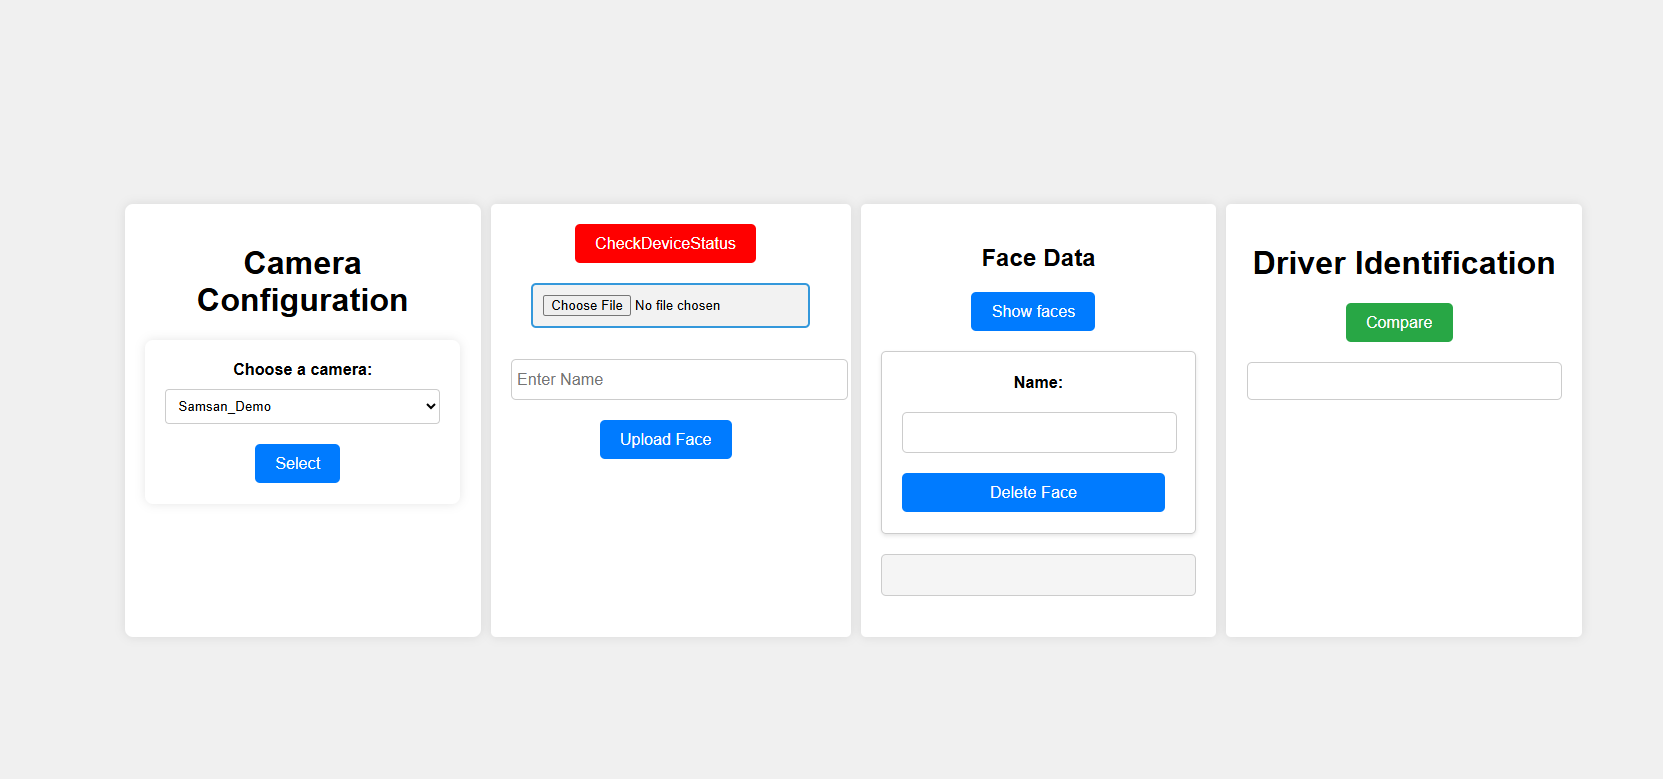 Camera
Configuration
Choose a camera:
Samsan_Demo
Select
CheckDeviceStatus
Choose File No file chosen
Enter Name
Upload Face
Face Data
Show faces
Name:
Delete Face
Driver Identification
Compare